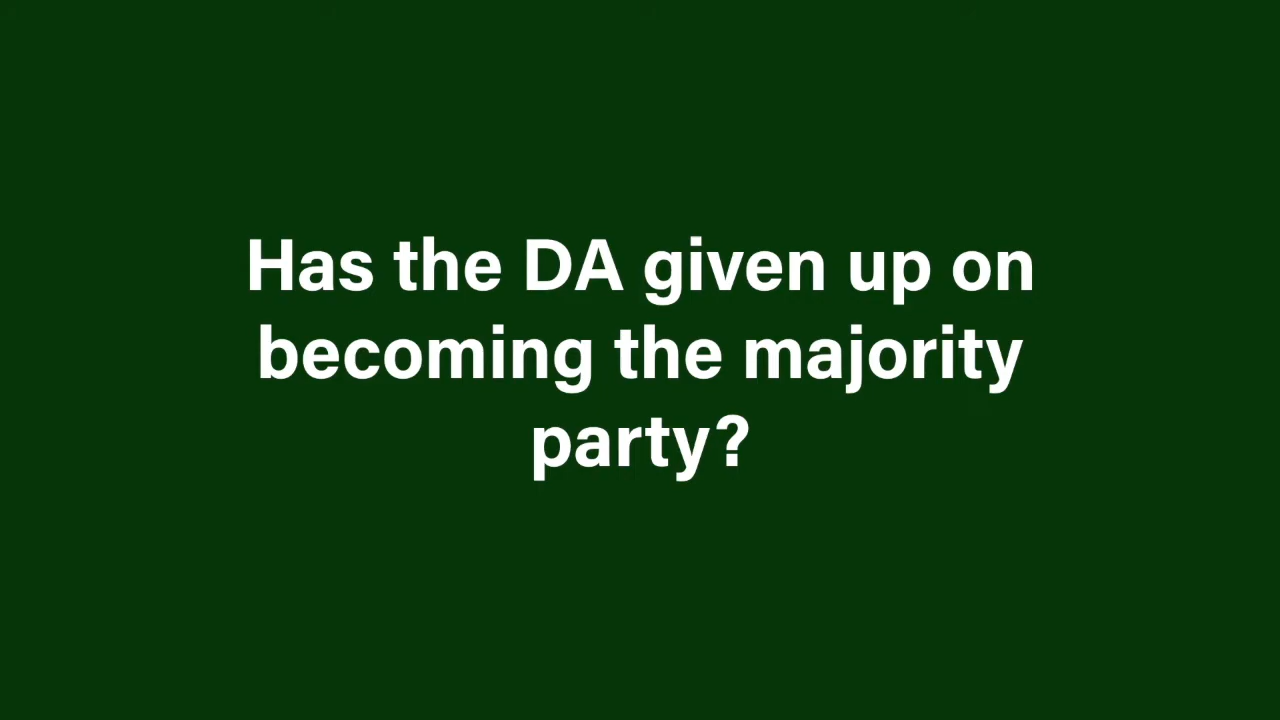 Has the DA given up on
becoming the majority
party?